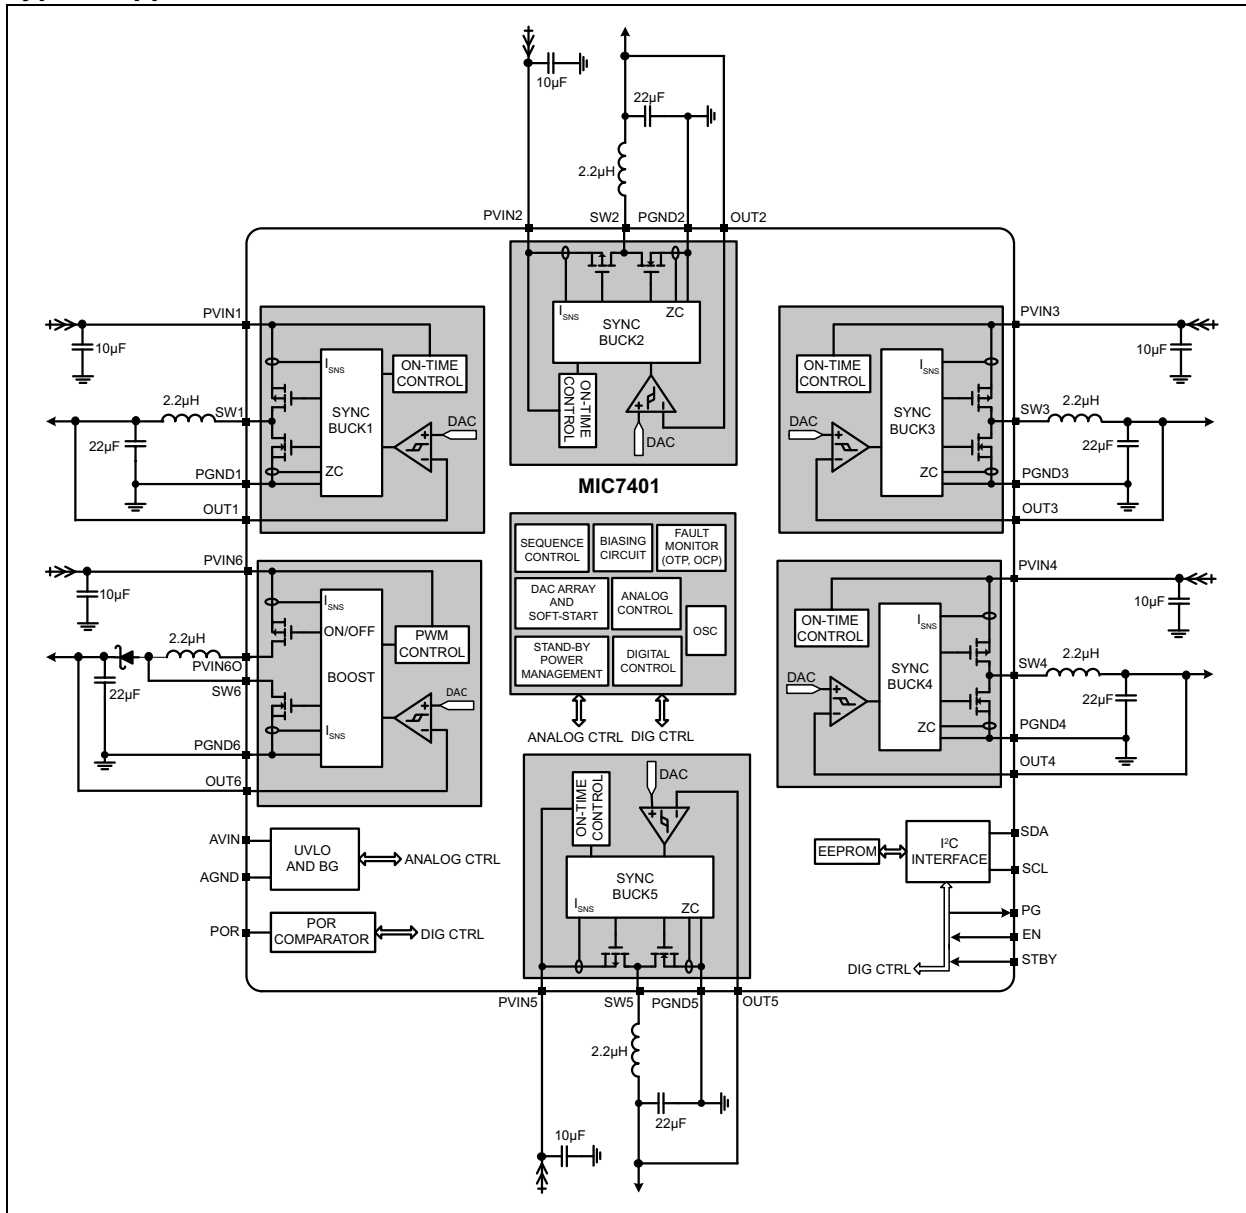 10µF
22µF
2.2µH
PVIN2
SW2
PGND2
OUT2
I_SNS
ZC
SYNC
BUCK2
ON-TIME
CONTROL
DAC
MIC7401
PVIN1
10µF
2.2µH
SW1
22µF
PGND1
OUT1
I_SNS
SYNC
BUCK1
ZC
ON-TIME
CONTROL
DAC
PVIN3
10µF
ON-TIME
CONTROL
I_SNS
SYNC
BUCK3
ZC
DAC
SW3
2.2µH
22µF
PGND3
OUT3
SEQUENCE
CONTROL
BIASING
CIRCUIT
FAULT
MONITOR
(OTP, OCP)
DAC ARRAY
AND
SOFT-START
ANALOG
CONTROL
OSC
STAND-BY
POWER
MANAGEMENT
DIGITAL
CONTROL
ANALOG CTRL
DIG CTRL
PVIN6
10µF
2.2µH
PVIN6O
22µF
SW6
PGND6
OUT6
I_SNS
ON/OFF
BOOST
I_SNS
PWM
CONTROL
DAC
PVIN4
10µF
ON-TIME
CONTROL
I_SNS
SYNC
BUCK4
ZC
DAC
SW4
2.2µH
22µF
PGND4
OUT4
AVIN
AGND
UVLO
AND BG
ANALOG CTRL
POR
POR
COMPARATOR
DIG CTRL
DAC
ON-TIME
CONTROL
SYNC
BUCK5
I_SNS
ZC
PVIN5
SW5
PGND5
OUT5
2.2µH
22µF
10µF
EEPROM
I²C
INTERFACE
SDA
SCL
PG
EN
STBY
DIG CTRL